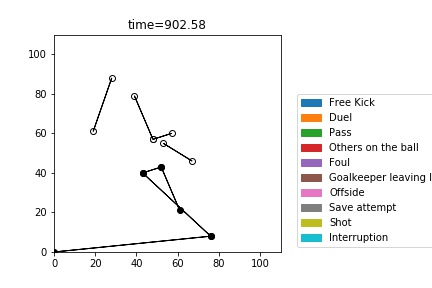 time=902.58
100
80
60
40
20
0
0 20 40 60 80 100
Free Kick
Duel
Pass
Others on the ball
Foul
Goalkeeper leaving l
Offside
Save attempt
Shot
Interruption